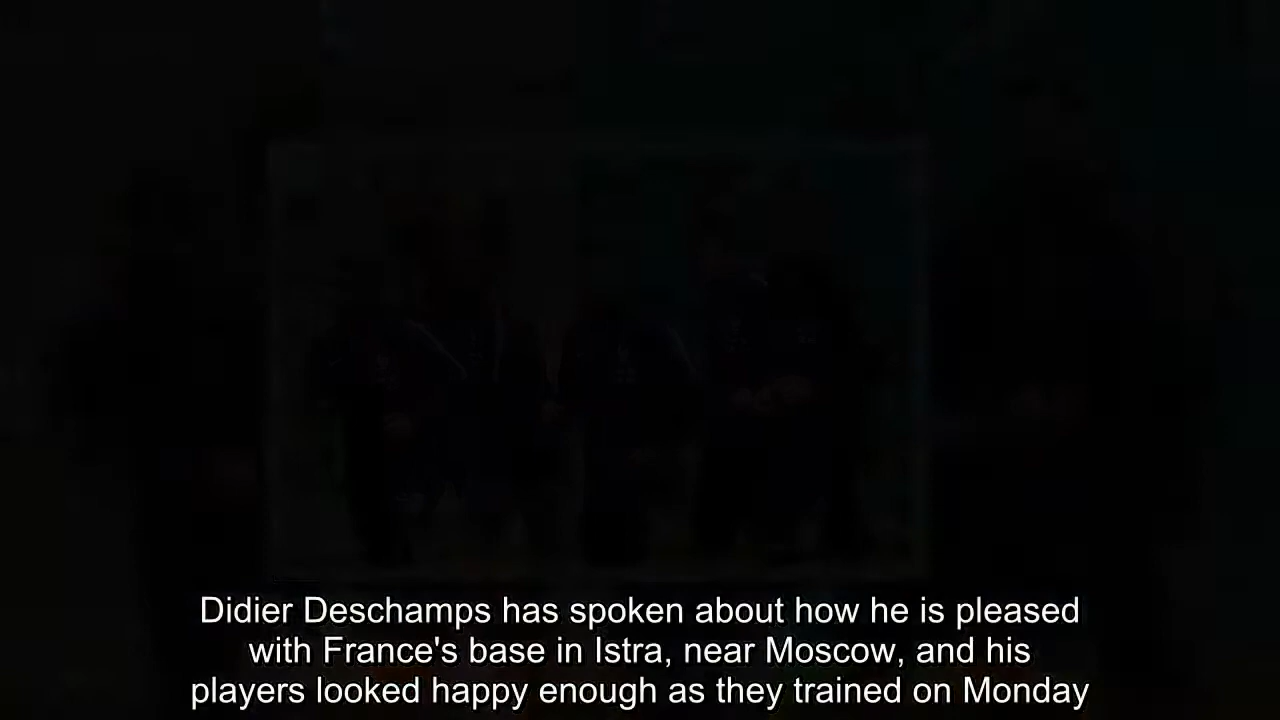 Didier Deschamps has spoken about how he is pleased
with France's base in Istra, near Moscow, and his
players looked happy enough as they trained on Monday